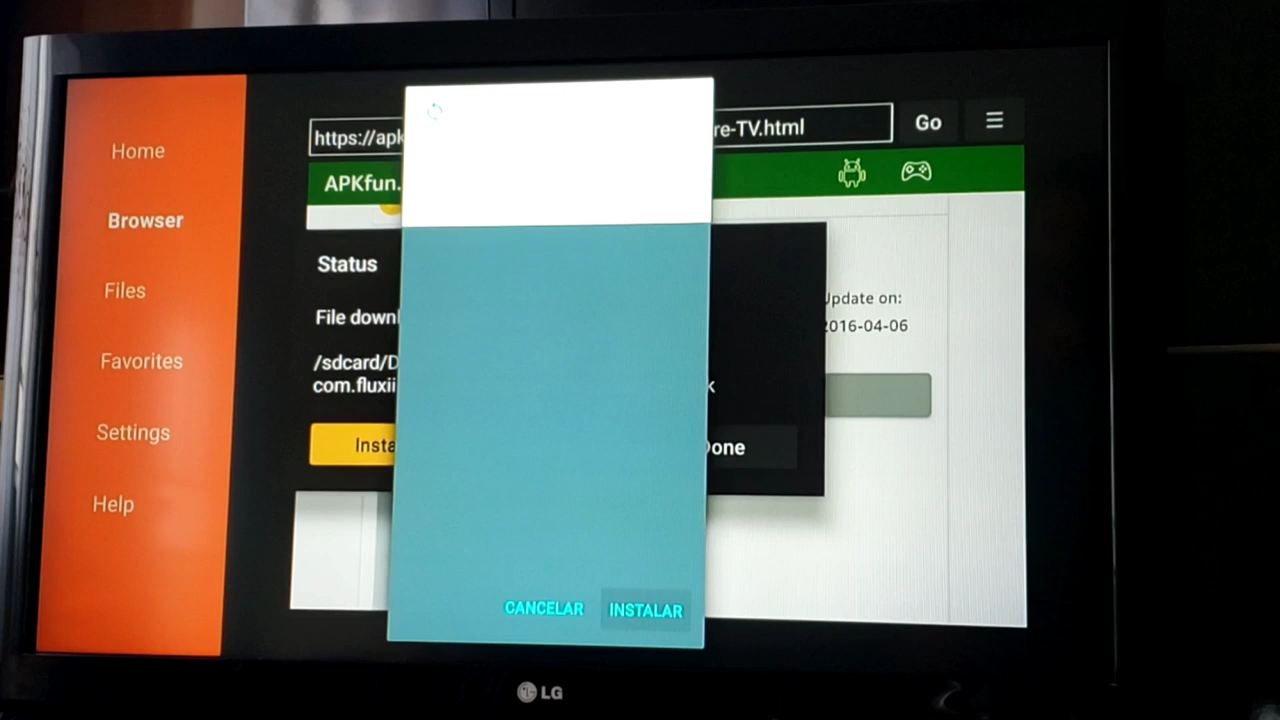 Home
Browser
Files
Favorites
Settings
Help
https://apk
re-TV.html
Go
APKfun.
Status
File downl
/sdcard/D
com.fluxii
k
Insta
Done
Update on:
2016-04-06
CANCELAR
INSTALAR
LG